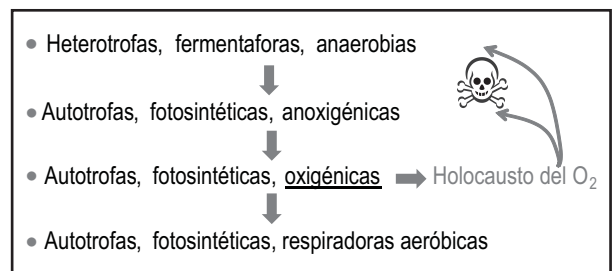 • Heterotrofas, fermentaforas, anaerobias
• Autotrofas, fotosintéticas, anoxigénicas
• Autotrofas, fotosintéticas, oxigénicas Holocausto del O₂
• Autotrofas, fotosintéticas, respiradoras aeróbicas